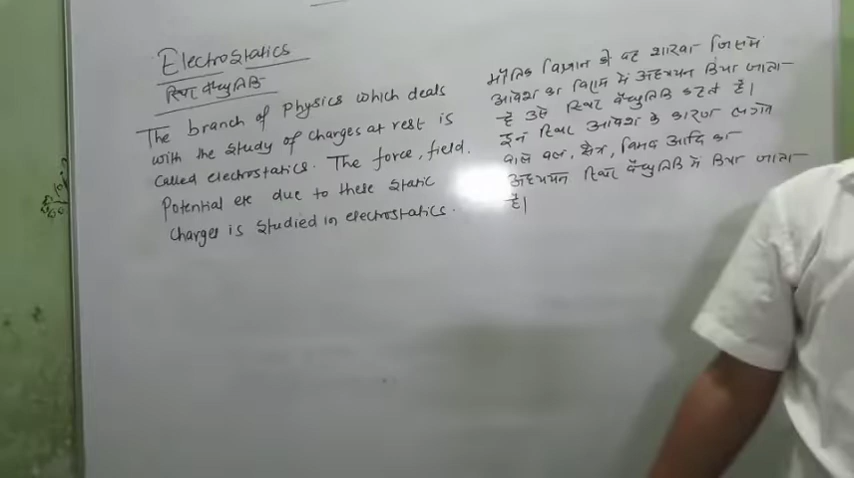 Electrostatics
स्थिर वैद्युतिकि
The branch of physics which deals
with the study of charges at rest is
called electrostatics. The force, field.
Potential etc due to these static
charges is studied in electrostatics.
भौतिक विज्ञान की वह शाखा जिसमें
आवेश का विराम में अध्ययन किया जाता
है उसे स्थिर वैद्युतिकि कहते हैं।
इन स्थिर आवेश के कारण लगने
वाले बल, क्षेत्र, विभव आदि का
अध्ययन स्थिर वैद्युतिकि में किया जाता
है।